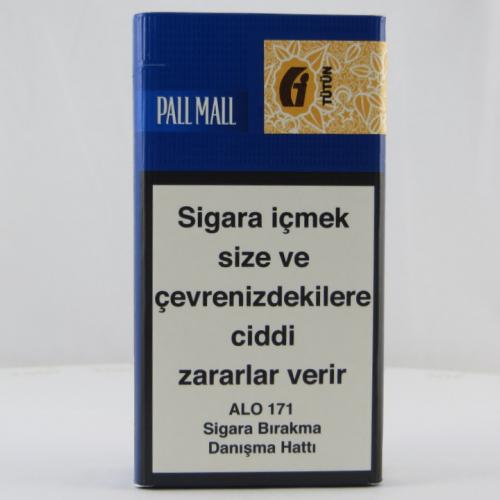 PALL MALL
TÜTÜN
Sigara içmek
size ve
çevrenizdekilere
ciddi
zararlar verir
ALO 171
Sigara Bırakma
Danışma Hattı